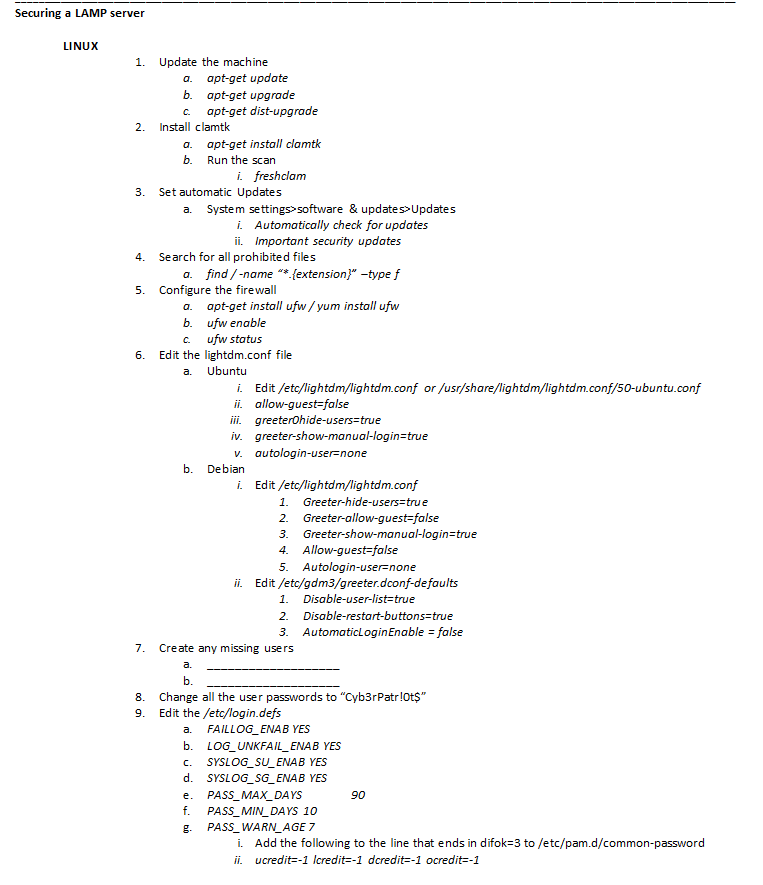 Securing a LAMP server
LINUX
1. Update the machine
a. apt-get update
b. apt-get upgrade
c. apt-get dist-upgrade
2. Install clamtk
a. apt-get install clamtk
b. Run the scan
i. freshclam
3. Set automatic Updates
a. System settings>software & updates>Updates
i. Automatically check for updates
ii. Important security updates
4. Search for all prohibited files
a. find / -name “*.{extension}” –type f
5. Configure the firewall
a. apt-get install ufw / yum install ufw
b. ufw enable
c. ufw status
6. Edit the lightdm.conf file
a. Ubuntu
i. Edit /etc/lightdm/lightdm.conf or /usr/share/lightdm/lightdm.conf/50-ubuntu.conf
ii. allow-guest=false
iii. greeter0hide-users=true
iv. greeter-show-manual-login=true
v. autologin-user=none
b. Debian
i. Edit /etc/lightdm/lightdm.conf
1. Greeter-hide-users=true
2. Greeter-allow-guest=false
3. Greeter-show-manual-login=true
4. Allow-guest=false
5. Autologin-user=none
ii. Edit /etc/gdm3/greeter.dconf-defaults
1. Disable-user-list=true
2. Disable-restart-buttons=true
3. AutomaticLoginEnable = false
7. Create any missing users
a. ____________________
b. ____________________
8. Change all the user passwords to “Cyb3rPatr!0t$”
9. Edit the /etc/login.defs
a. FAILLOG_ENAB YES
b. LOG_UNKFAIL_ENAB YES
c. SYSLOG_SU_ENAB YES
d. SYSLOG_SG_ENAB YES
e. PASS_MAX_DAYS 90
f. PASS_MIN_DAYS 10
g. PASS_WARN_AGE 7
i. Add the following to the line that ends in difok=3 to /etc/pam.d/common-password
ii. ucredit=-1 lcredit=-1 dcredit=-1 ocredit=-1